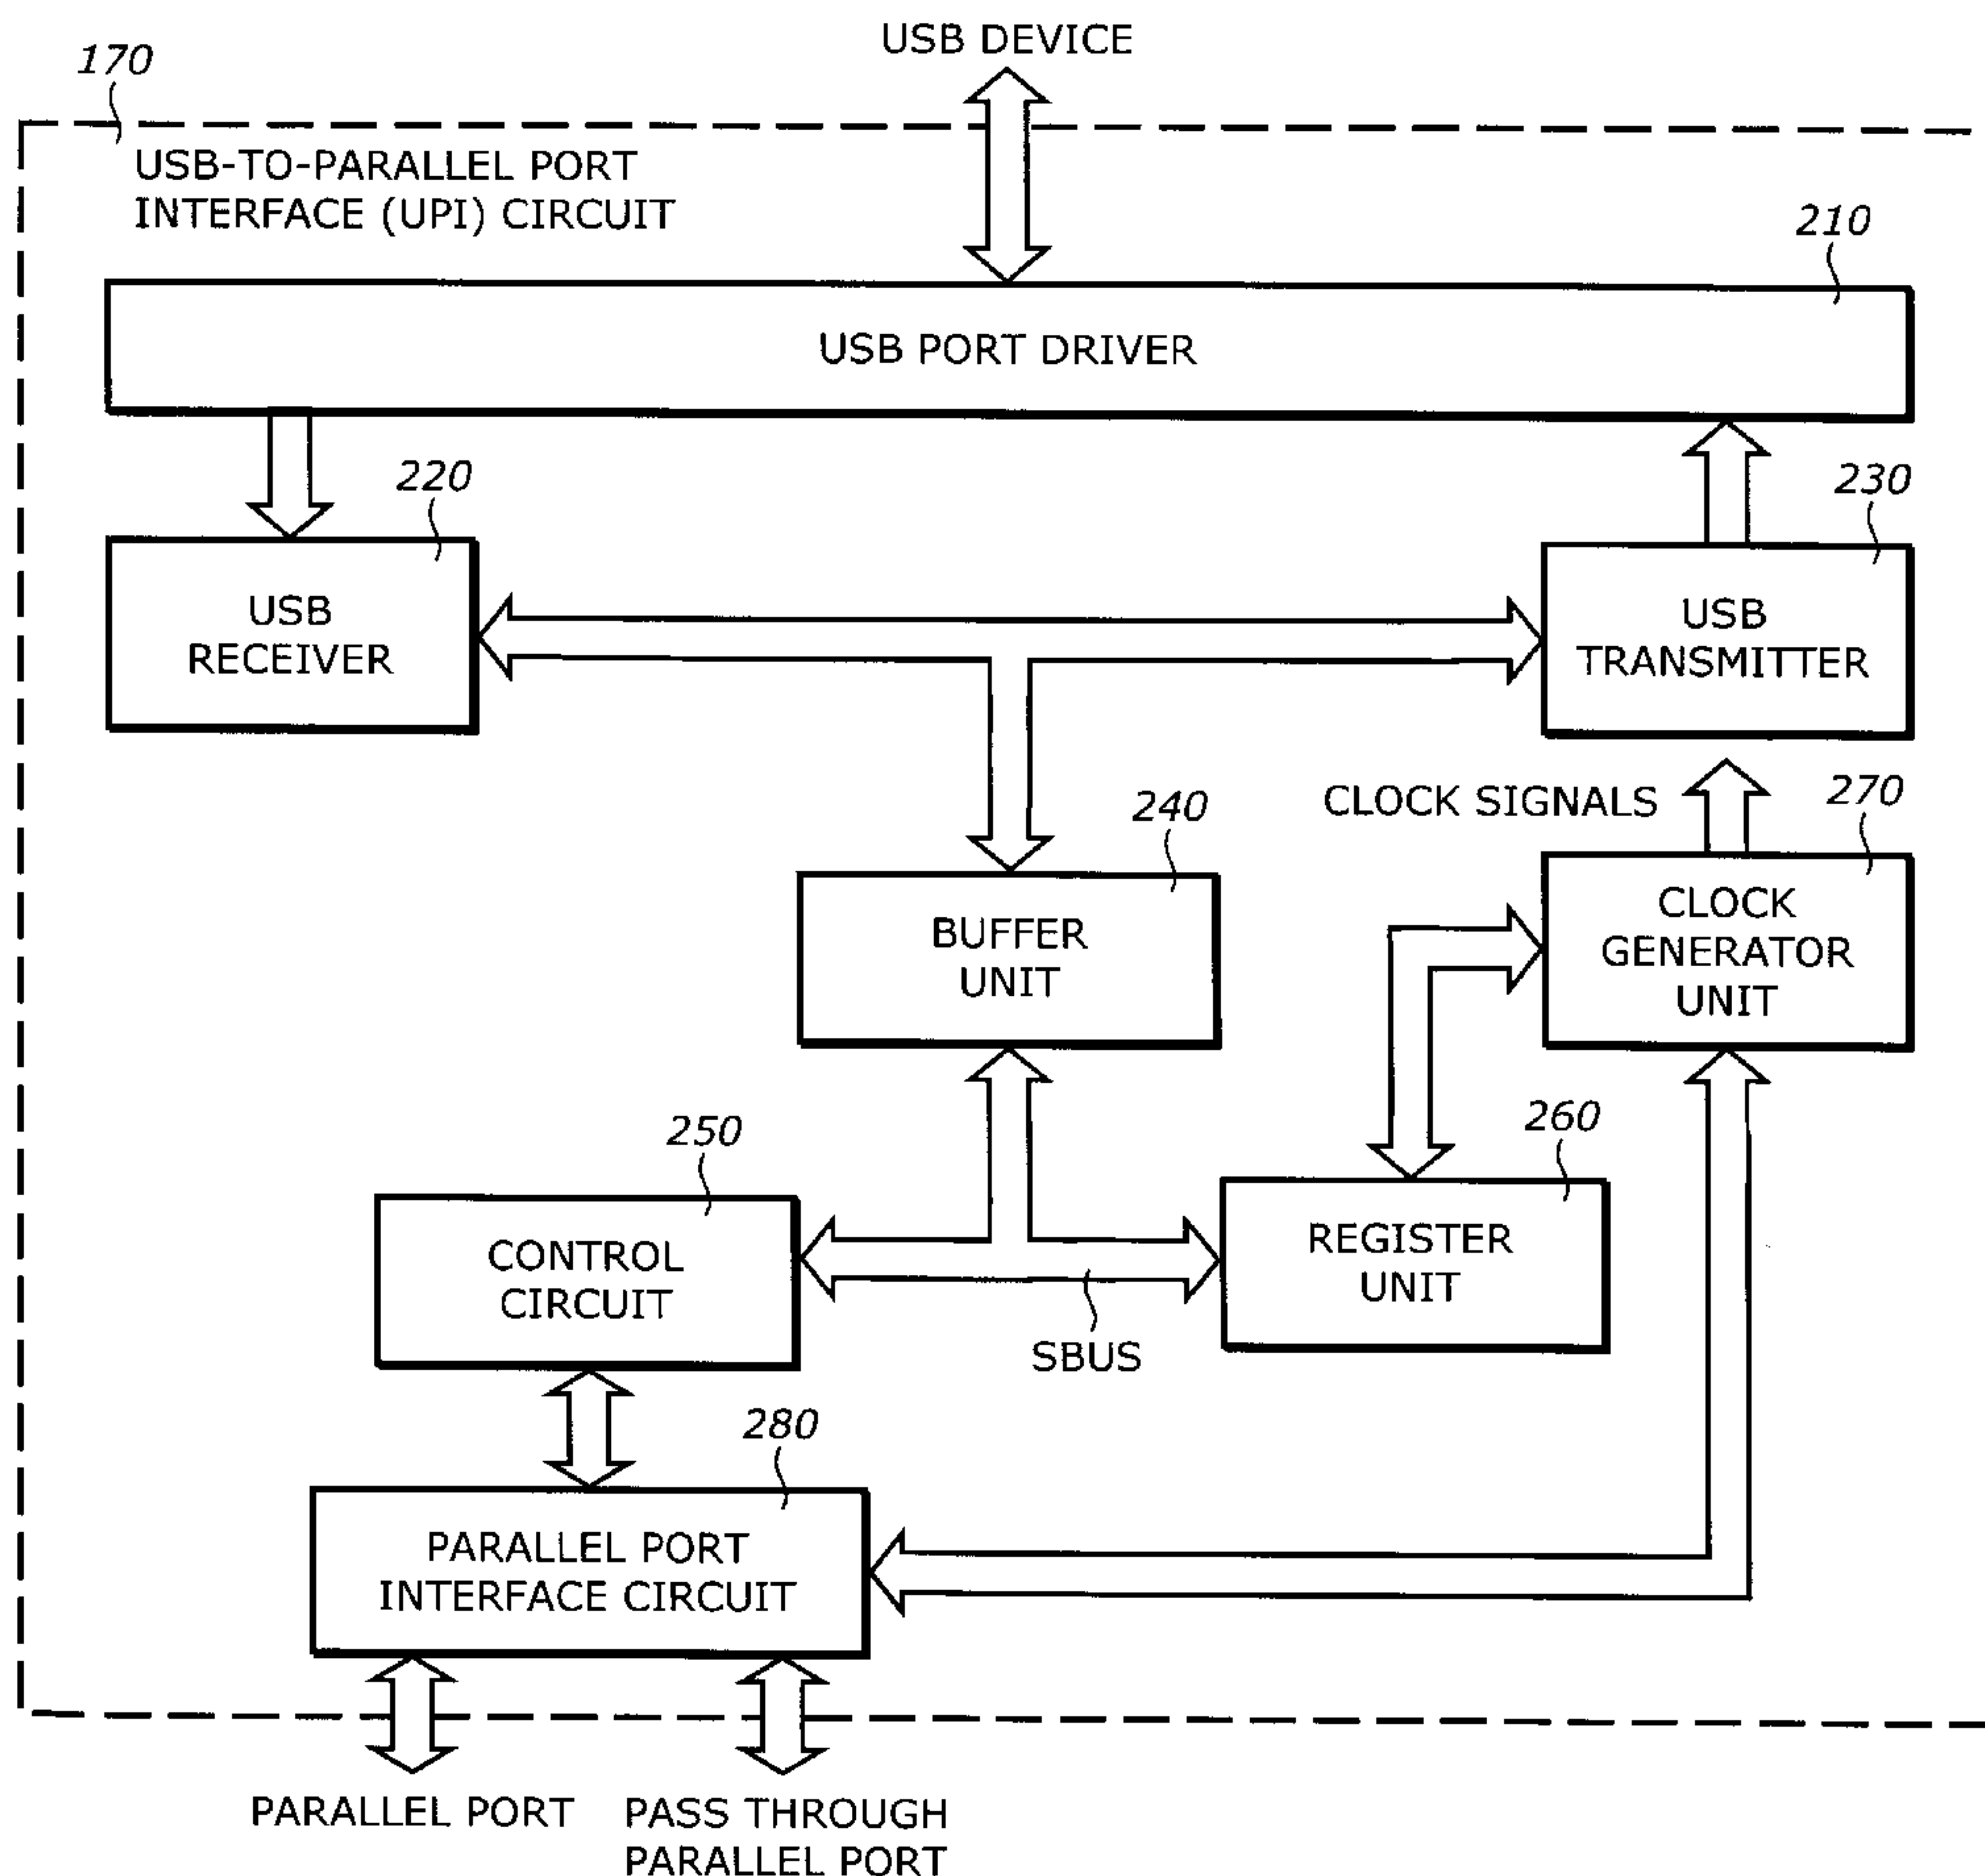 USB DEVICE
170
USB-TO-PARALLEL PORT
INTERFACE (UPI) CIRCUIT
210
USB PORT DRIVER
220
230
USB
RECEIVER
USB
TRANSMITTER
CLOCK SIGNALS
240
270
BUFFER
UNIT
CLOCK
GENERATOR
UNIT
250
260
CONTROL
CIRCUIT
REGISTER
UNIT
SBUS
280
PARALLEL PORT
INTERFACE CIRCUIT
PARALLEL PORT
PASS THROUGH
PARALLEL PORT